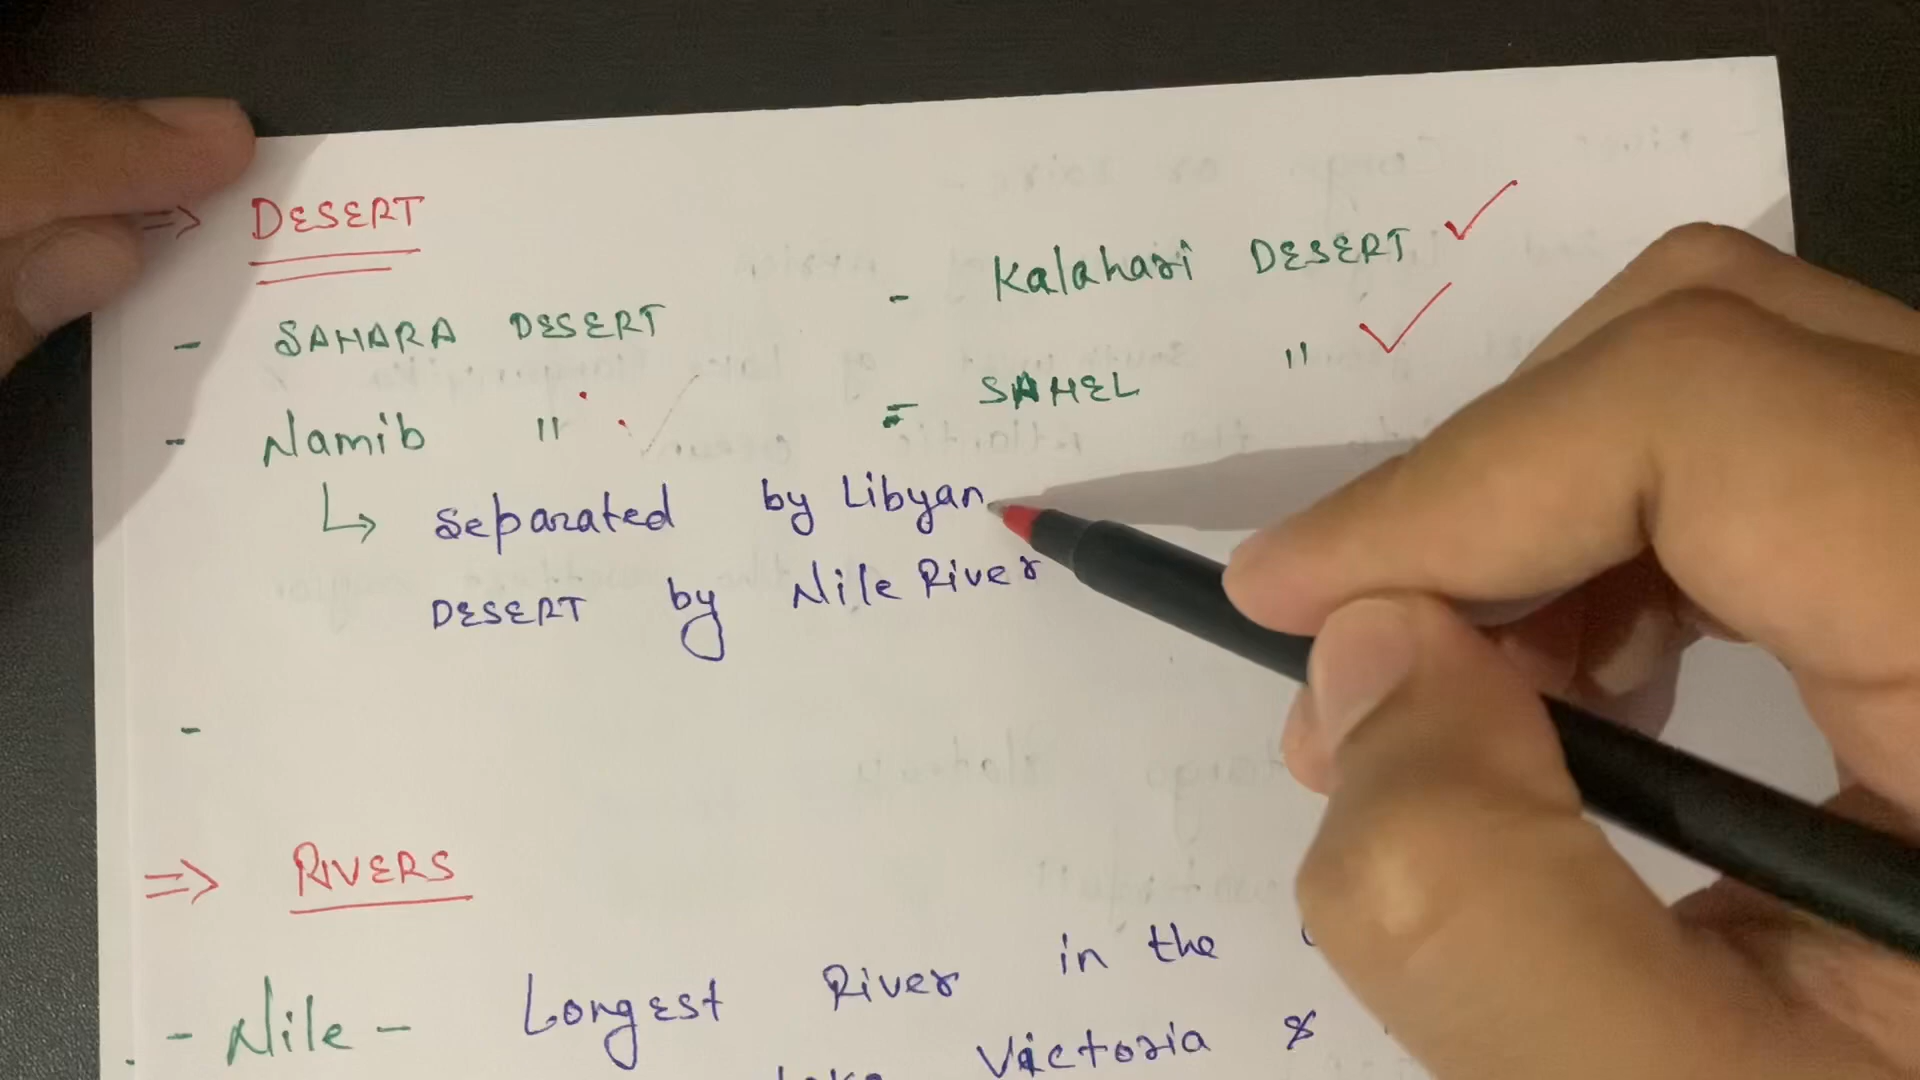 ⇒ DESERT
- SAHARA DESERT
- Namib "
↳ separated by Libyan
DESERT by Nile River
- Kalahari DESERT ✓
- SAHEL " ✓
-
⇒ RIVERS
- Nile - Longest River in the
Victoria &